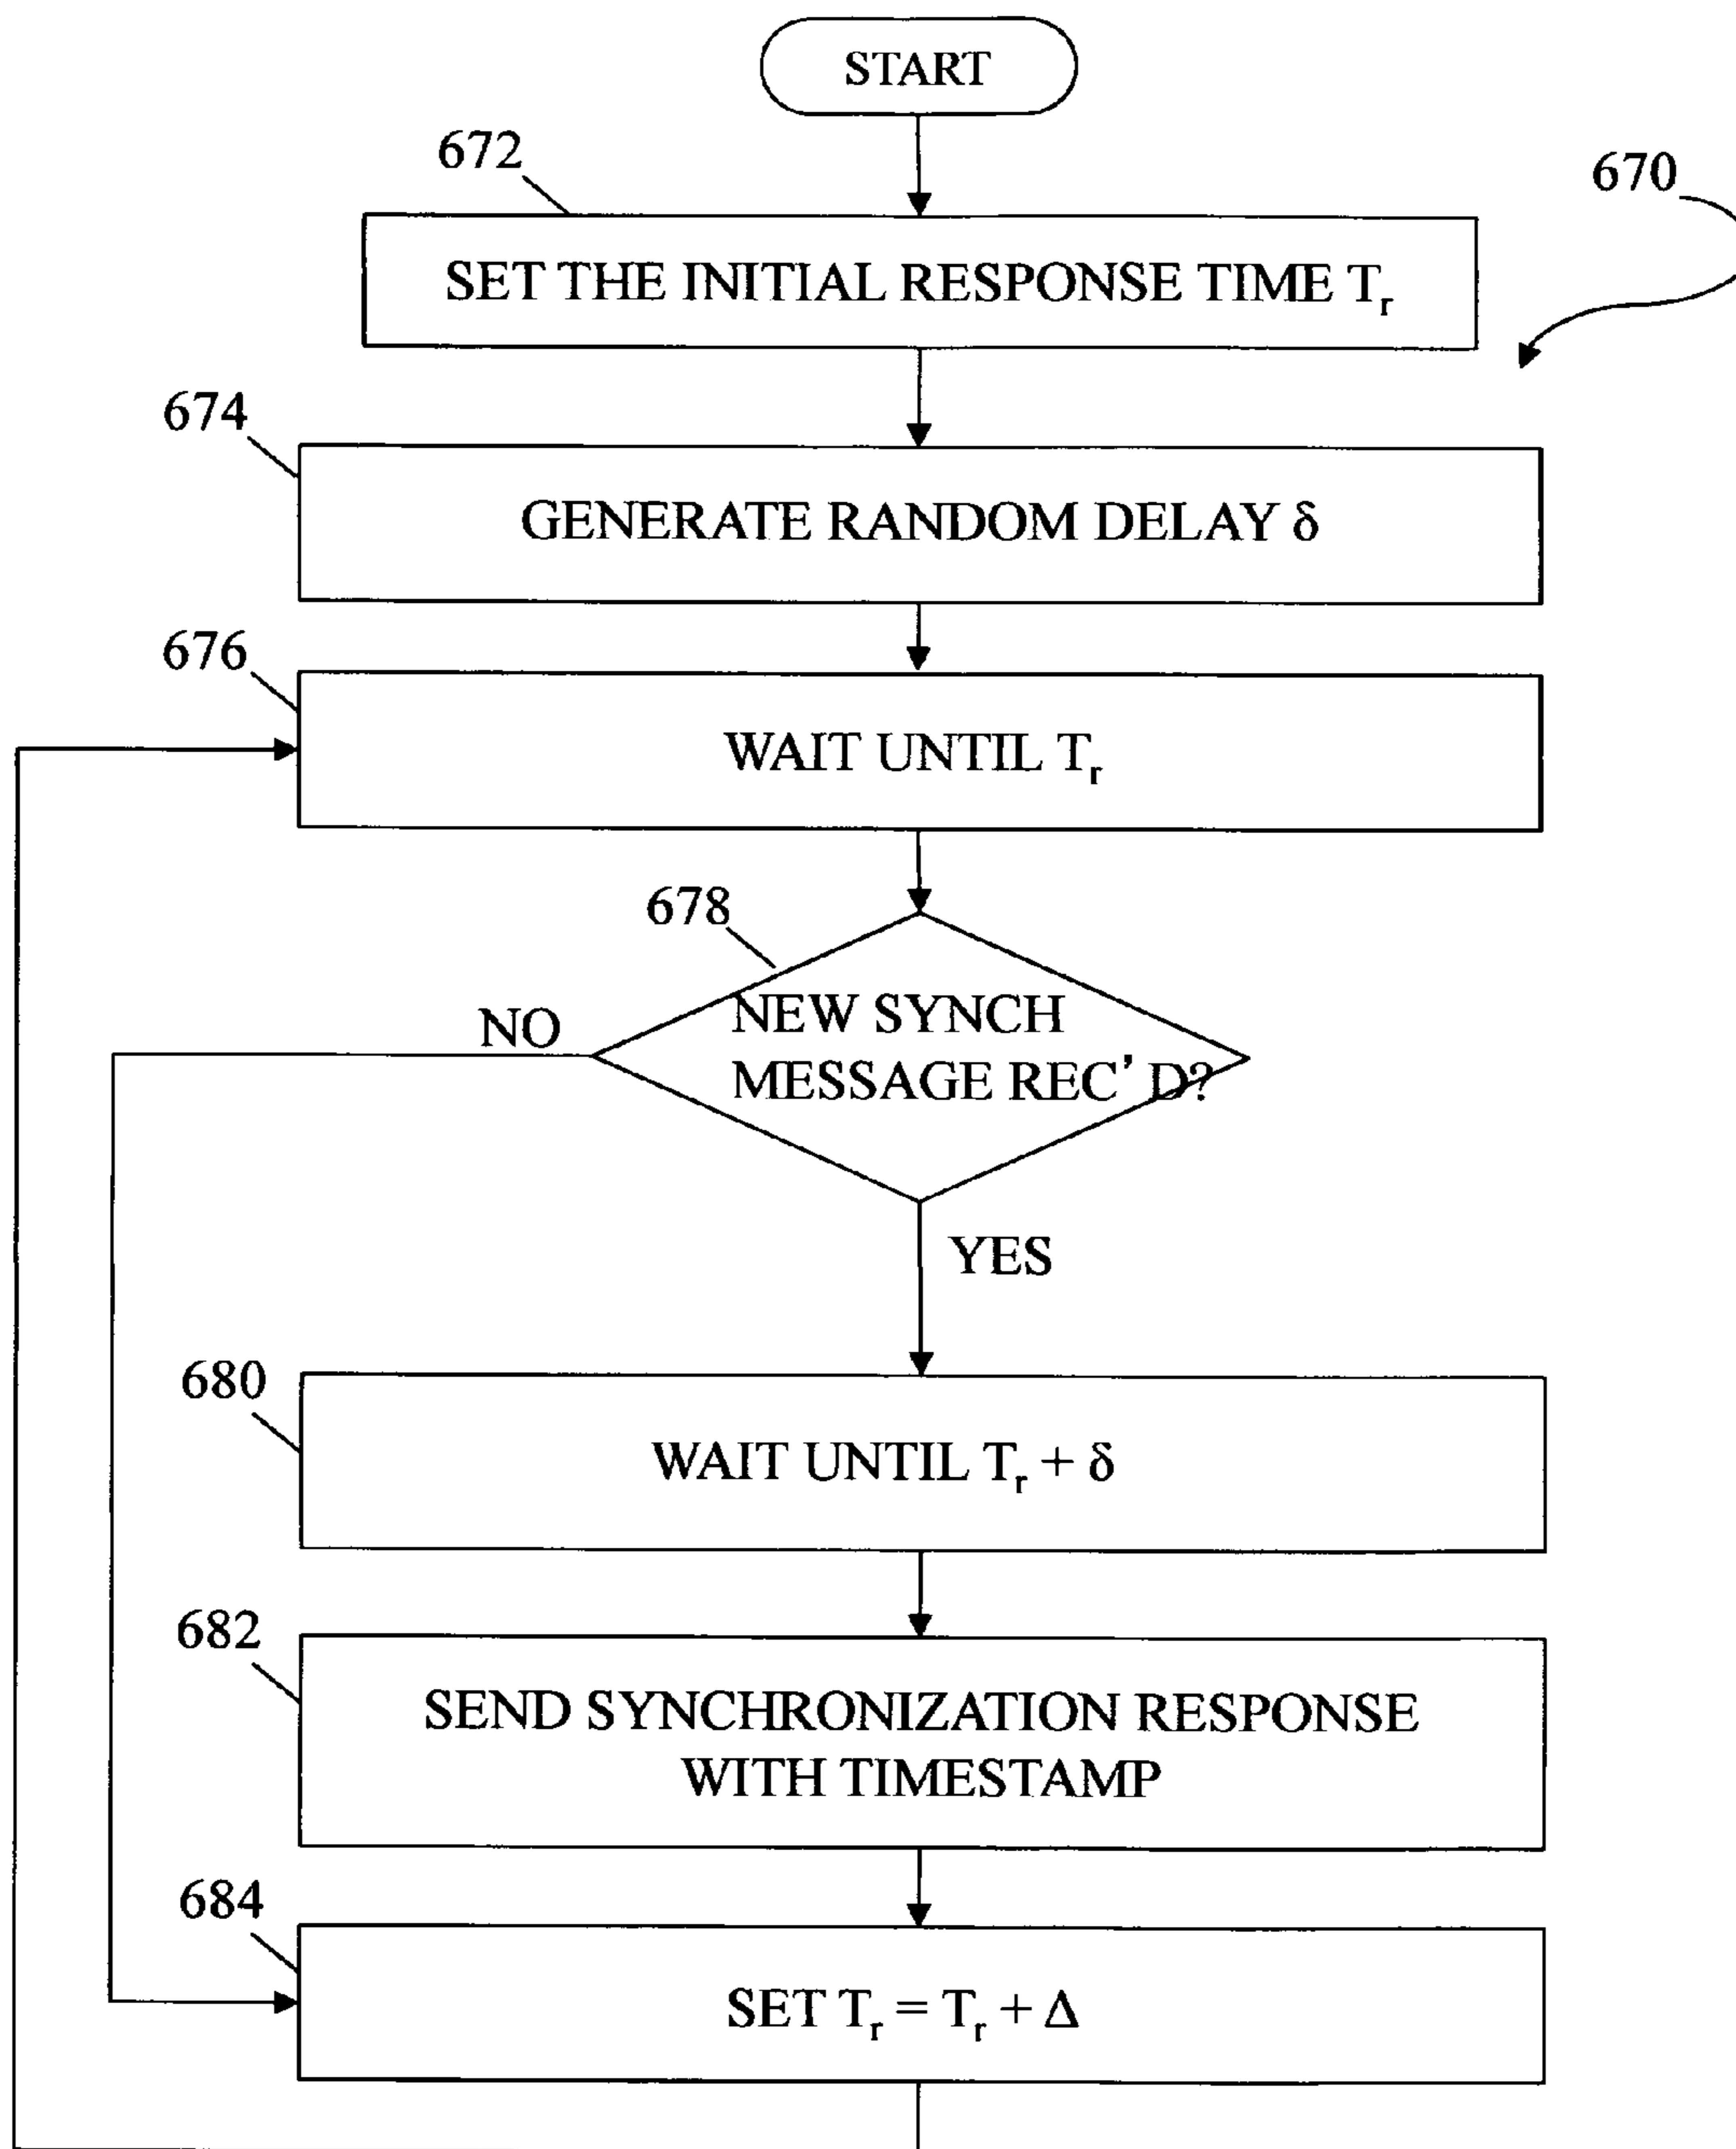 START
672
670
SET THE INITIAL RESPONSE TIME Tᵣ
674
GENERATE RANDOM DELAY δ
676
WAIT UNTIL Tᵣ
678
NO
NEW SYNCH
MESSAGE REC' D?
YES
680
WAIT UNTIL Tᵣ + δ
682
SEND SYNCHRONIZATION RESPONSE
WITH TIMESTAMP
684
SET Tᵣ = Tᵣ + Δ